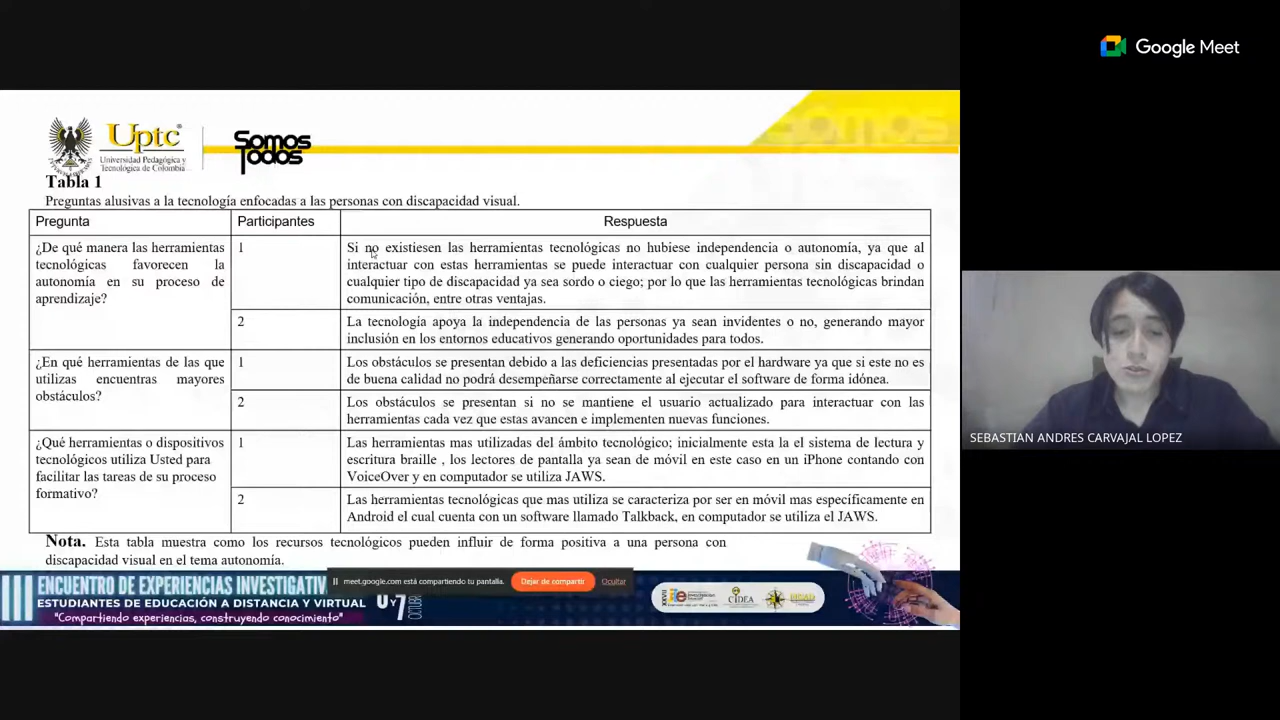 Google Meet
Uptc
Universidad Pedagógica y
Tecnológica de Colombia
Somos
Todos
Tabla 1
Preguntas alusivas a la tecnología enfocadas a las personas con discapacidad visual.
Pregunta
Participantes
Respuesta
¿De qué manera las herramientas
tecnológicas favorecen la
autonomía en su proceso de
aprendizaje?
1
Si no existiesen las herramientas tecnológicas no hubiese independencia o autonomía, ya que al
interactuar con estas herramientas se puede interactuar con cualquier persona sin discapacidad o
cualquier tipo de discapacidad ya sea sordo o ciego; por lo que las herramientas tecnológicas brindan
comunicación, entre otras ventajas.
2
La tecnología apoya la independencia de las personas ya sean invidentes o no, generando mayor
inclusión en los entornos educativos generando oportunidades para todos.
¿En qué herramientas de las que
utilizas encuentras mayores
obstáculos?
1
Los obstáculos se presentan debido a las deficiencias presentadas por el hardware ya que si este no es
de buena calidad no podrá desempeñarse correctamente al ejecutar el software de forma idónea.
2
Los obstáculos se presentan si no se mantiene el usuario actualizado para interactuar con las
herramientas cada vez que estas avancen e implementen nuevas funciones.
¿Qué herramientas o dispositivos
tecnológicos utiliza Usted para
facilitar las tareas de su proceso
formativo?
1
Las herramientas mas utilizadas del ámbito tecnológico; inicialmente esta la el sistema de lectura y
escritura braille , los lectores de pantalla ya sean de móvil en este caso en un iPhone contando con
VoiceOver y en computador se utiliza JAWS.
2
Las herramientas tecnológicas que mas utiliza se caracteriza por ser en móvil mas específicamente en
Android el cual cuenta con un software llamado Talkback, en computador se utiliza el JAWS.
Nota. Esta tabla muestra como los recursos tecnológicos pueden influir de forma positiva a una persona con
discapacidad visual en el tema autonomía.
SEBASTIAN ANDRES CARVAJAL LOPEZ
III ENCUENTRO DE EXPERIENCIAS INVESTIGATIV
ESTUDIANTES DE EDUCACIÓN A DISTANCIA Y VIRTUAL
"Compartiendo experiencias, construyendo conocimiento"
Y 7
OCTUBRE
meet.google.com está compartiendo tu pantalla.
Dejar de compartir
Ocultar
CIDEA